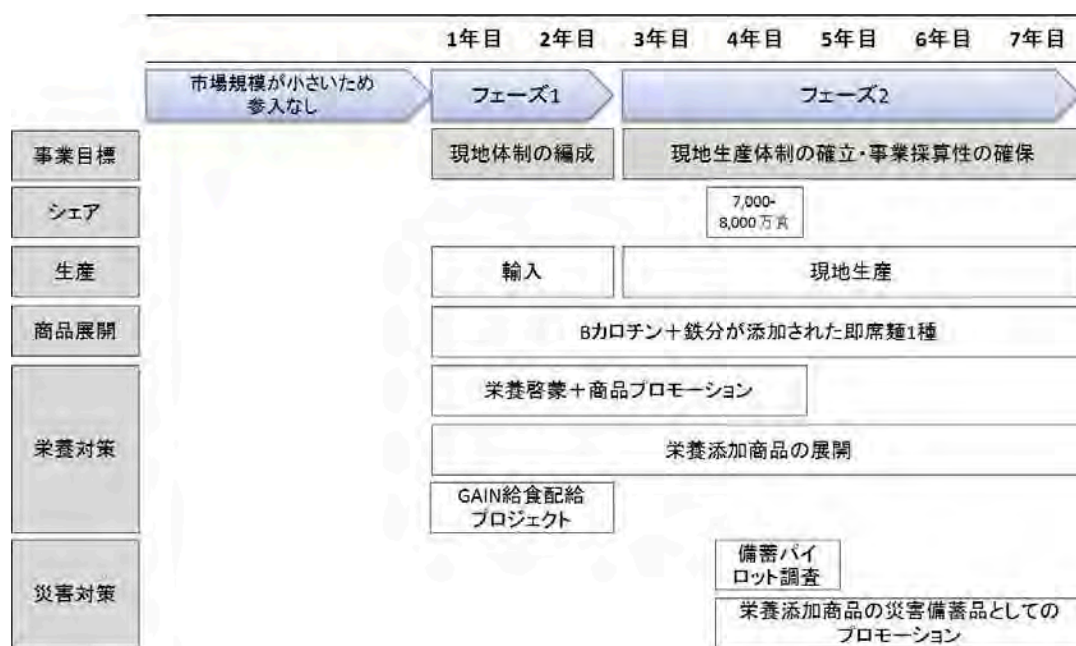 1年目 2年目 3年目 4年目 5年目 6年目 7年目
市場規模が小さいため
参入なし
フェーズ1
フェーズ2
事業目標
現地体制の編成
現地生産体制の確立・事業採算性の確保
シェア
7,000-
8,000万食
生産
輸入
現地生産
商品展開
Bカロチン＋鉄分が添加された即席麺1種
栄養対策
栄養啓蒙＋商品プロモーション
栄養添加商品の展開
GAIN給食配給
プロジェクト
災害対策
備蓄パイ
ロット調査
栄養添加商品の災害備蓄品としての
プロモーション